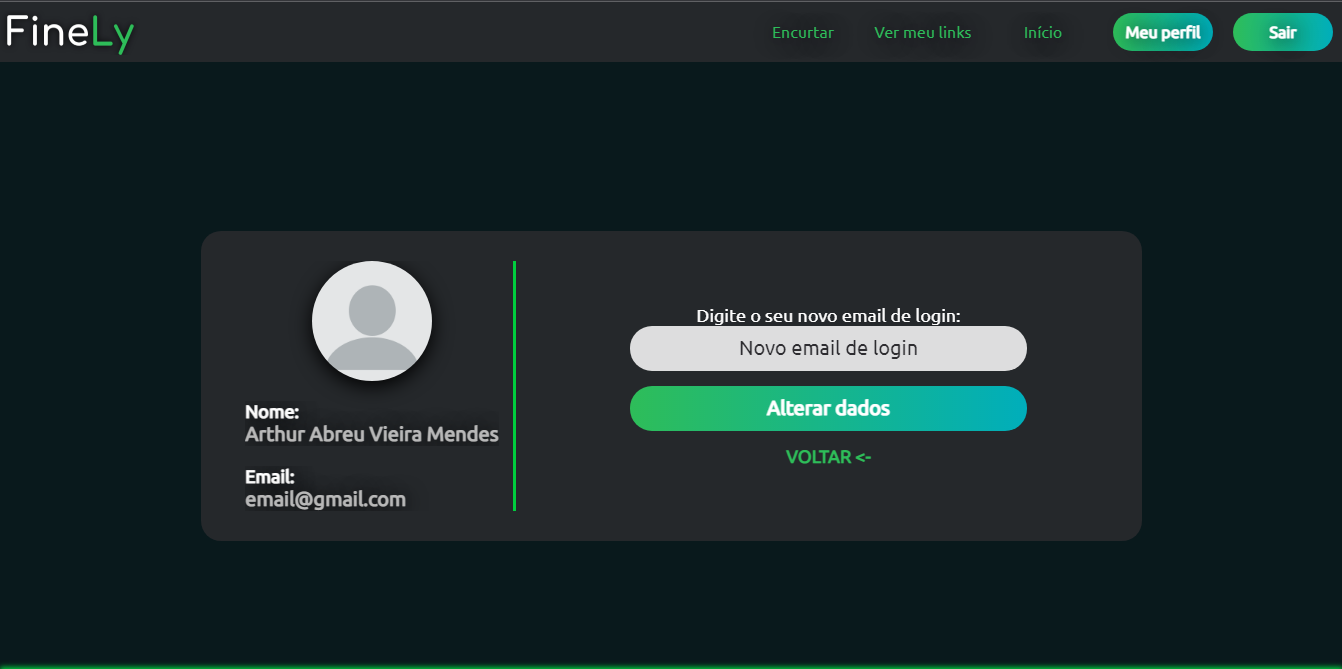 FineLy
Encurtar
Ver meu links
Início
Meu perfil
Sair
Nome:
Arthur Abreu Vieira Mendes
Email:
email@gmail.com
Digite o seu novo email de login:
Novo email de login
Alterar dados
VOLTAR <-